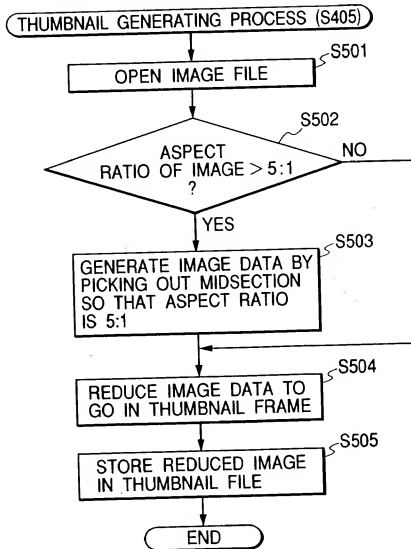 THUMBNAIL GENERATING PROCESS (S405)
S501
OPEN IMAGE FILE
S502
ASPECT
RATIO OF IMAGE > 5:1
?
NO
YES
S503
GENERATE IMAGE DATA BY
PICKING OUT MIDSECTION
SO THAT ASPECT RATIO
IS 5:1
S504
REDUCE IMAGE DATA TO
GO IN THUMBNAIL FRAME
S505
STORE REDUCED IMAGE
IN THUMBNAIL FILE
END